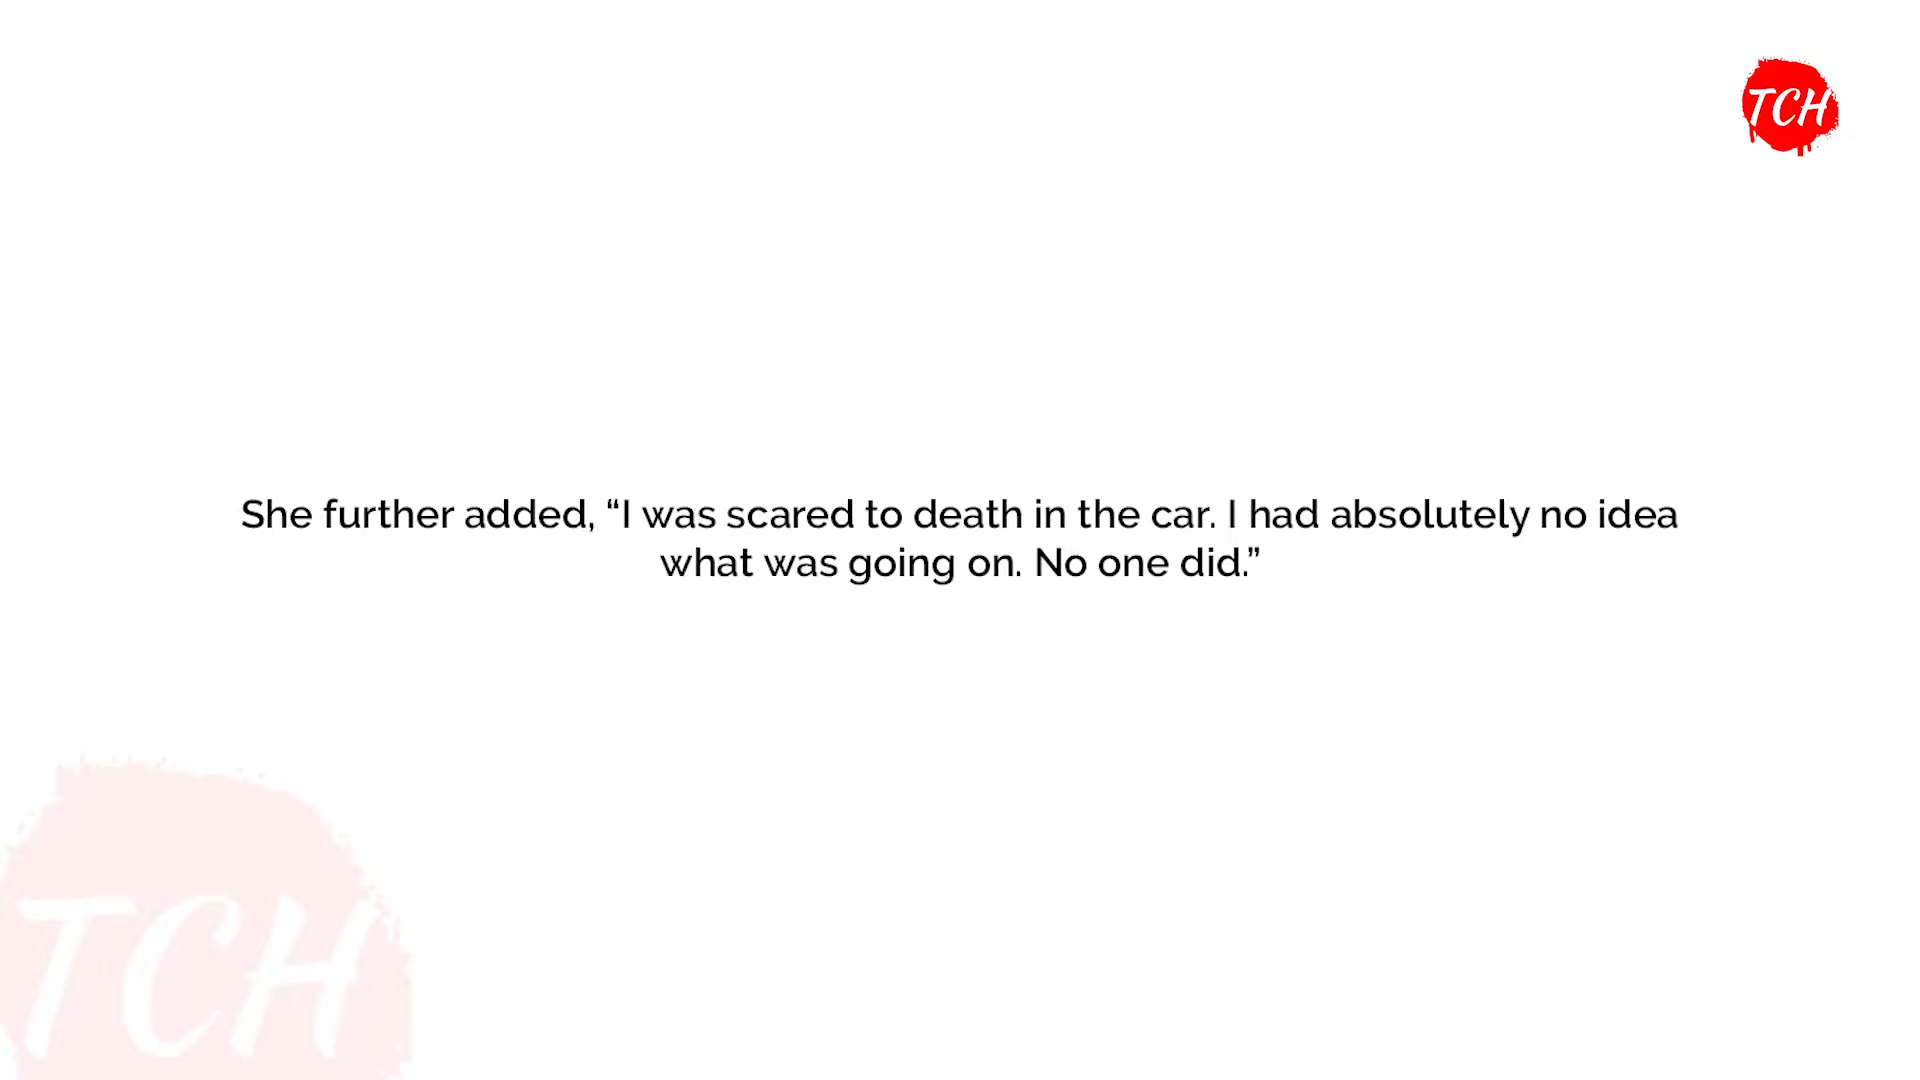 TCH
She further added, “I was scared to death in the car. I had absolutely no idea
what was going on. No one did.”
TCH